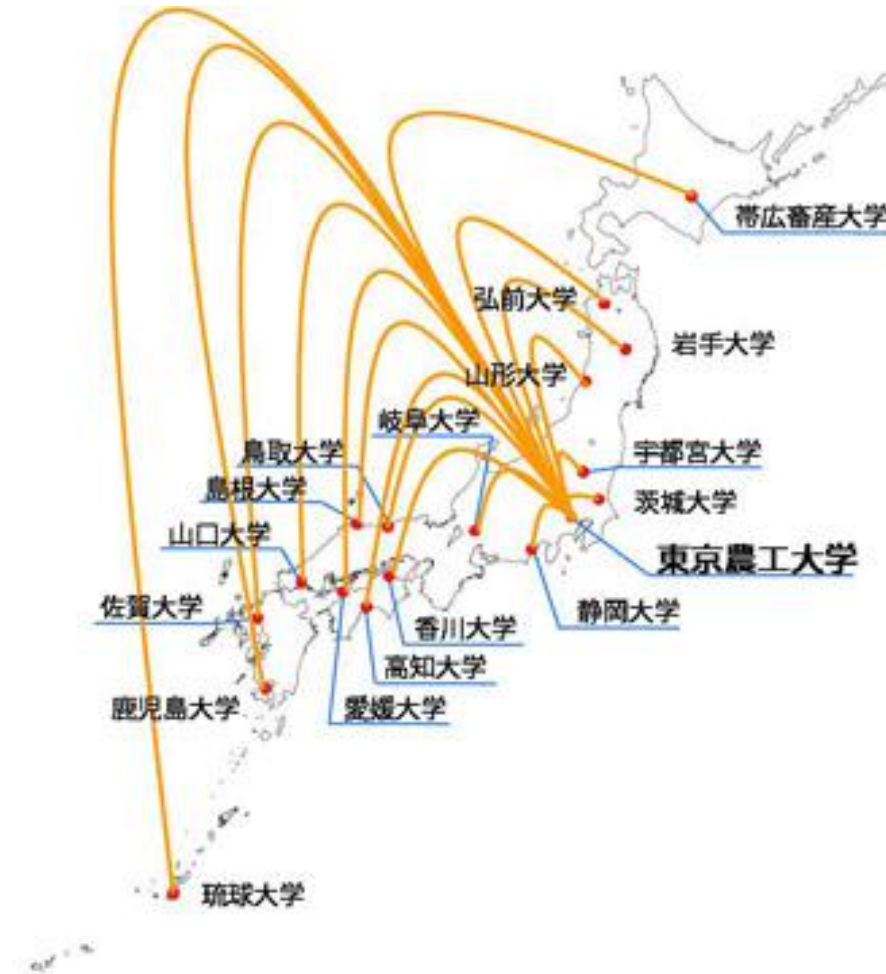 帯広畜産大学
弘前大学
岩手大学
山形大学
岐阜大学
鳥取大学
宇都宮大学
島根大学
茨城大学
山口大学
東京農工大学
佐賀大学
静岡大学
香川大学
高知大学
鹿児島大学
愛媛大学
琉球大学